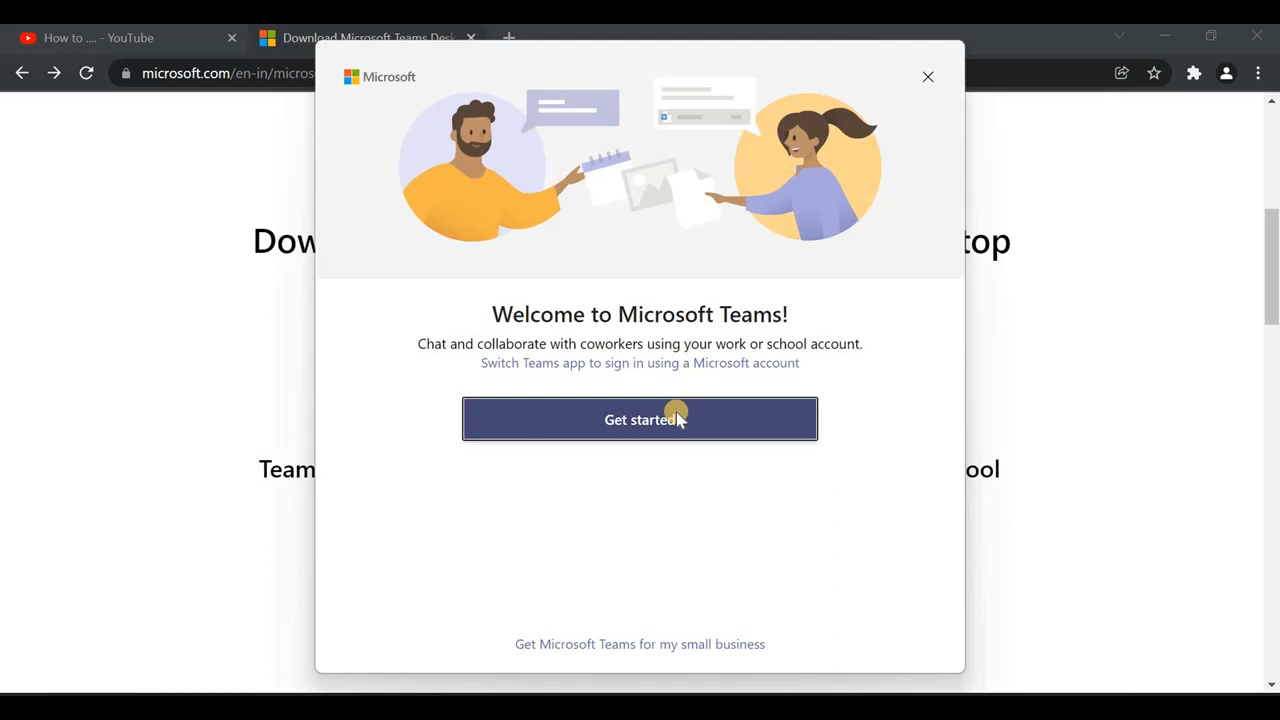 How to .... - YouTube
Download Microsoft Teams Desk
microsoft.com/en-in/micros
Microsoft
Dow
top
Welcome to Microsoft Teams!
Chat and collaborate with coworkers using your work or school account.
Switch Teams app to sign in using a Microsoft account
Get started
Team
ool
Get Microsoft Teams for my small business